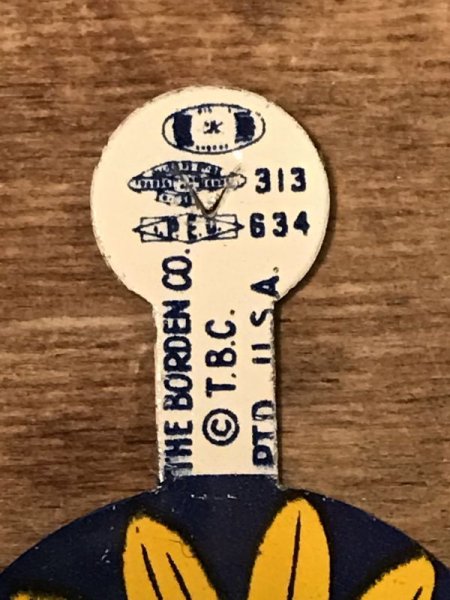 313
634
THE BORDEN CO.
© T.B.C.
PTD. U.S.A.